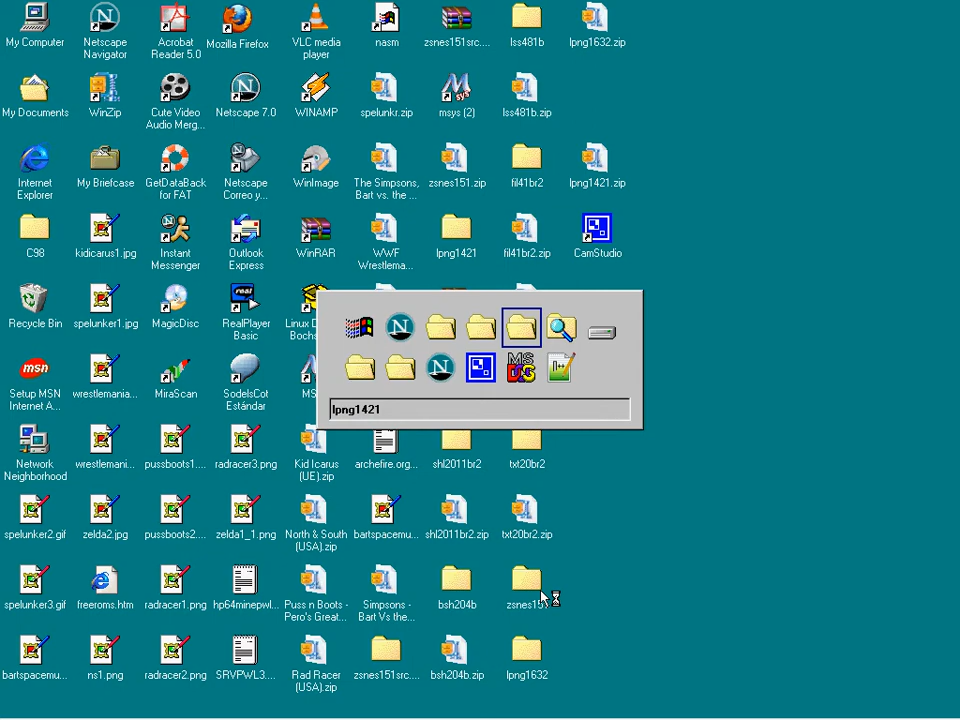 My Computer
Netscape
Navigator
Acrobat
Reader 5.0
Mozilla Firefox
VLC media
player
nasm
zsnes151src....
lss481b
lpng1632.zip
My Documents
WinZip
Cute Video
Audio Merg...
Netscape 7.0
WINAMP
spelunkr.zip
msys (2)
lss481b.zip
Internet
Explorer
My Briefcase
GetDataBack
for FAT
Netscape
Correo y...
WinImage
The Simpsons,
Bart vs. the ...
zsnes151.zip
fil41br2
lpng1421.zip
C98
kidicarus1.jpg
Instant
Messenger
Outlook
Express
WinRAR
WWF
Wrestlema...
lpng1421
fil41br2.zip
CamStudio
Recycle Bin
spelunker1.jpg
MagicDisc
RealPlayer
Basic
Linux D
Bochs
lpng1421
Setup MSN
Internet A...
wrestlemania...
MiraScan
SodelsCot
Estándar
MS
Network
Neighborhood
wrestlemani...
pussboots1....
radracer3.png
Kid Icarus
(UE).zip
archefire.org...
shl2011br2
txt20br2
spelunker2.gif
zelda2.jpg
pussboots2....
zelda1_1.png
North & South
(USA).zip
bartspacemu...
shl2011br2.zip
txt20br2.zip
spelunker3.gif
freeroms.htm
radracer1.png
hp64minepwl...
Puss n Boots -
Pero's Great...
Simpsons -
Bart Vs the...
bsh204b
zsnes151
bartspacemu...
ns1.png
radracer2.png
SRVPWL3....
Rad Racer
(USA).zip
zsnes151src....
bsh204b.zip
lpng1632